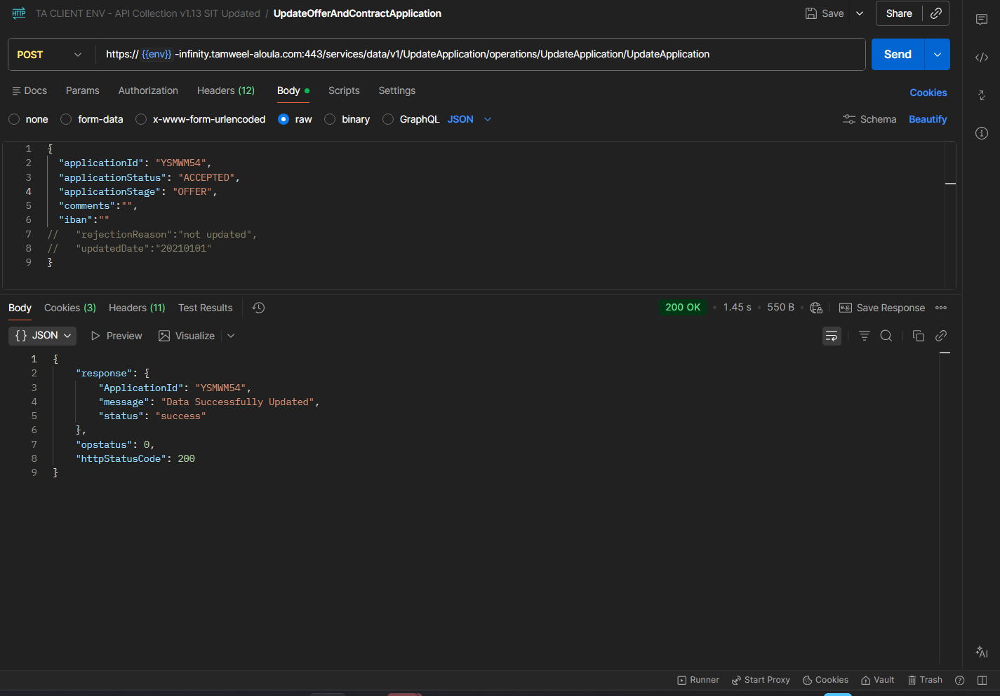 HTTP TA CLIENT ENV - API Collection v1.13 SIT Updated / UpdateOfferAndContractApplication Save Share
POST https:// {{env}} -infinity.tamweel-aloula.com:443/services/data/v1/UpdateApplication/operations/UpdateApplication/UpdateApplication Send
Docs Params Authorization Headers (12) Body Scripts Settings Cookies
none form-data x-www-form-urlencoded raw binary GraphQL JSON Schema Beautify
1 {
2 "applicationId": "YSMWM54",
3 "applicationStatus": "ACCEPTED",
4 "applicationStage": "OFFER",
5 "comments":"",
6 "iban":""
7 // "rejectionReason":"not updated",
8 // "updatedDate":"20210101"
9 }
Body Cookies (3) Headers (11) Test Results 200 OK • 1.45 s • 550 B • e.g. Save Response
{} JSON Preview Visualize
1 {
2 "response": {
3 "ApplicationId": "YSMWM54",
4 "message": "Data Successfully Updated",
5 "status": "success"
6 },
7 "opstatus": 0,
8 "httpStatusCode": 200
9 }
AI
Runner Start Proxy Cookies Vault Trash